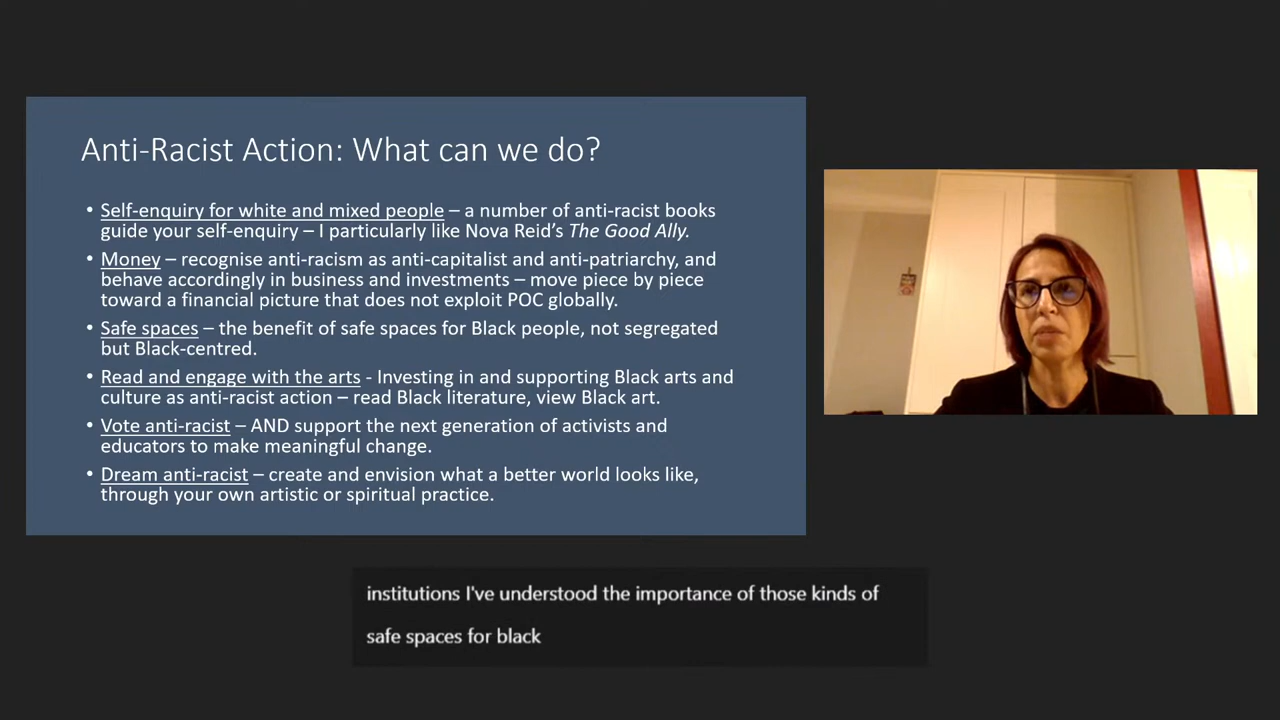 Anti-Racist Action: What can we do?
• Self-enquiry for white and mixed people – a number of anti-racist books
guide your self-enquiry – I particularly like Nova Reid's The Good Ally.
• Money – recognise anti-racism as anti-capitalist and anti-patriarchy, and
behave accordingly in business and investments – move piece by piece
toward a financial picture that does not exploit POC globally.
• Safe spaces – the benefit of safe spaces for Black people, not segregated
but Black-centred.
• Read and engage with the arts - Investing in and supporting Black arts and
culture as anti-racist action – read Black literature, view Black art.
• Vote anti-racist – AND support the next generation of activists and
educators to make meaningful change.
• Dream anti-racist – create and envision what a better world looks like,
through your own artistic or spiritual practice.
institutions I've understood the importance of those kinds of
safe spaces for black